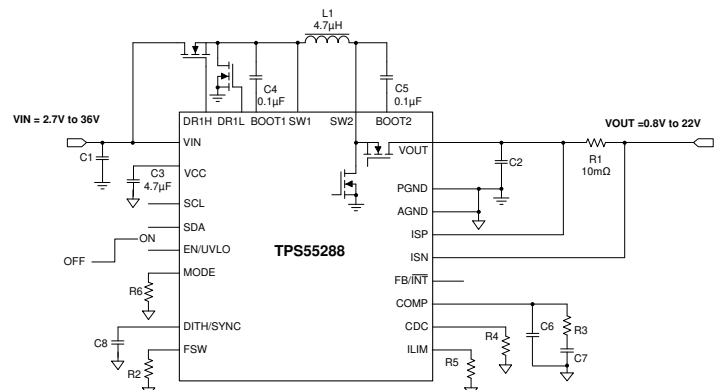 L1
4.7µH
C4
0.1µF
C5
0.1µF
VIN = 2.7V to 36V
DR1H DR1L BOOT1 SW1 SW2 BOOT2
VOUT =0.8V to 22V
VIN
VOUT
C1
C2
R1
10mΩ
C3
4.7µF
VCC
PGND
SCL
AGND
SDA
ISP
ON
OFF
EN/UVLO
TPS55288
ISN
MODE
FB/INT
R6
COMP
DITH/SYNC
CDC
C8
R4
C6
R3
FSW
ILIM
C7
R2
R5